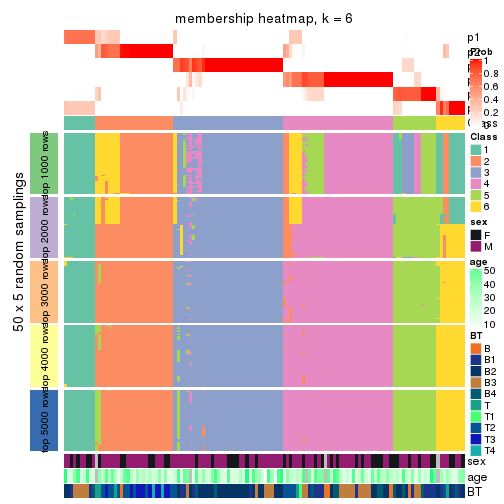 membership heatmap, k = 6
p1
p2
Prob
1
0.8
0.6
0.4
0.2
0
Class
1
2
3
4
5
6
sex
F
M
age
50
40
30
20
10
BT
B
B1
B2
B3
B4
T
T1
T2
T3
T4
50 x 5 random samplings
top 1000 rows
top 2000 rows
top 3000 rows
top 4000 rows
top 5000 rows
sex
age
BT